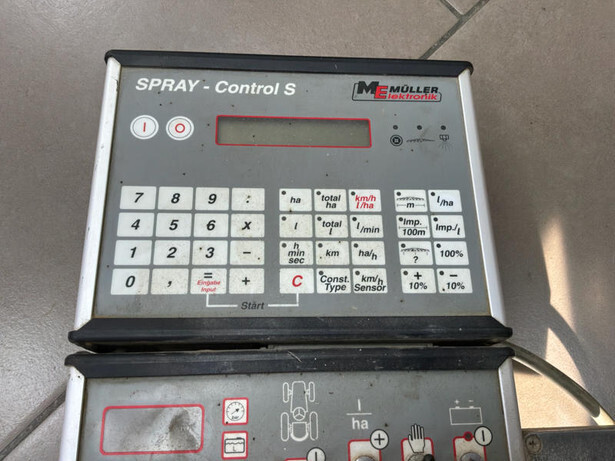 SPRAY - Control S
ME MÜLLER
Elektronik
I O
7 8 9 :
ha
total ha
km/h l/ha
m
l/ha
4 5 6 x
l
total l
l/min
Imp. 100m
Imp./l
1 2 3 −
h min sec
km
ha/h
?
100%
0 , = Eingabe Input +
C
Const. Type
km/h Sensor
+ 10%
− 10%
Start
bar
L
l
ha
+
− +
I
I
I